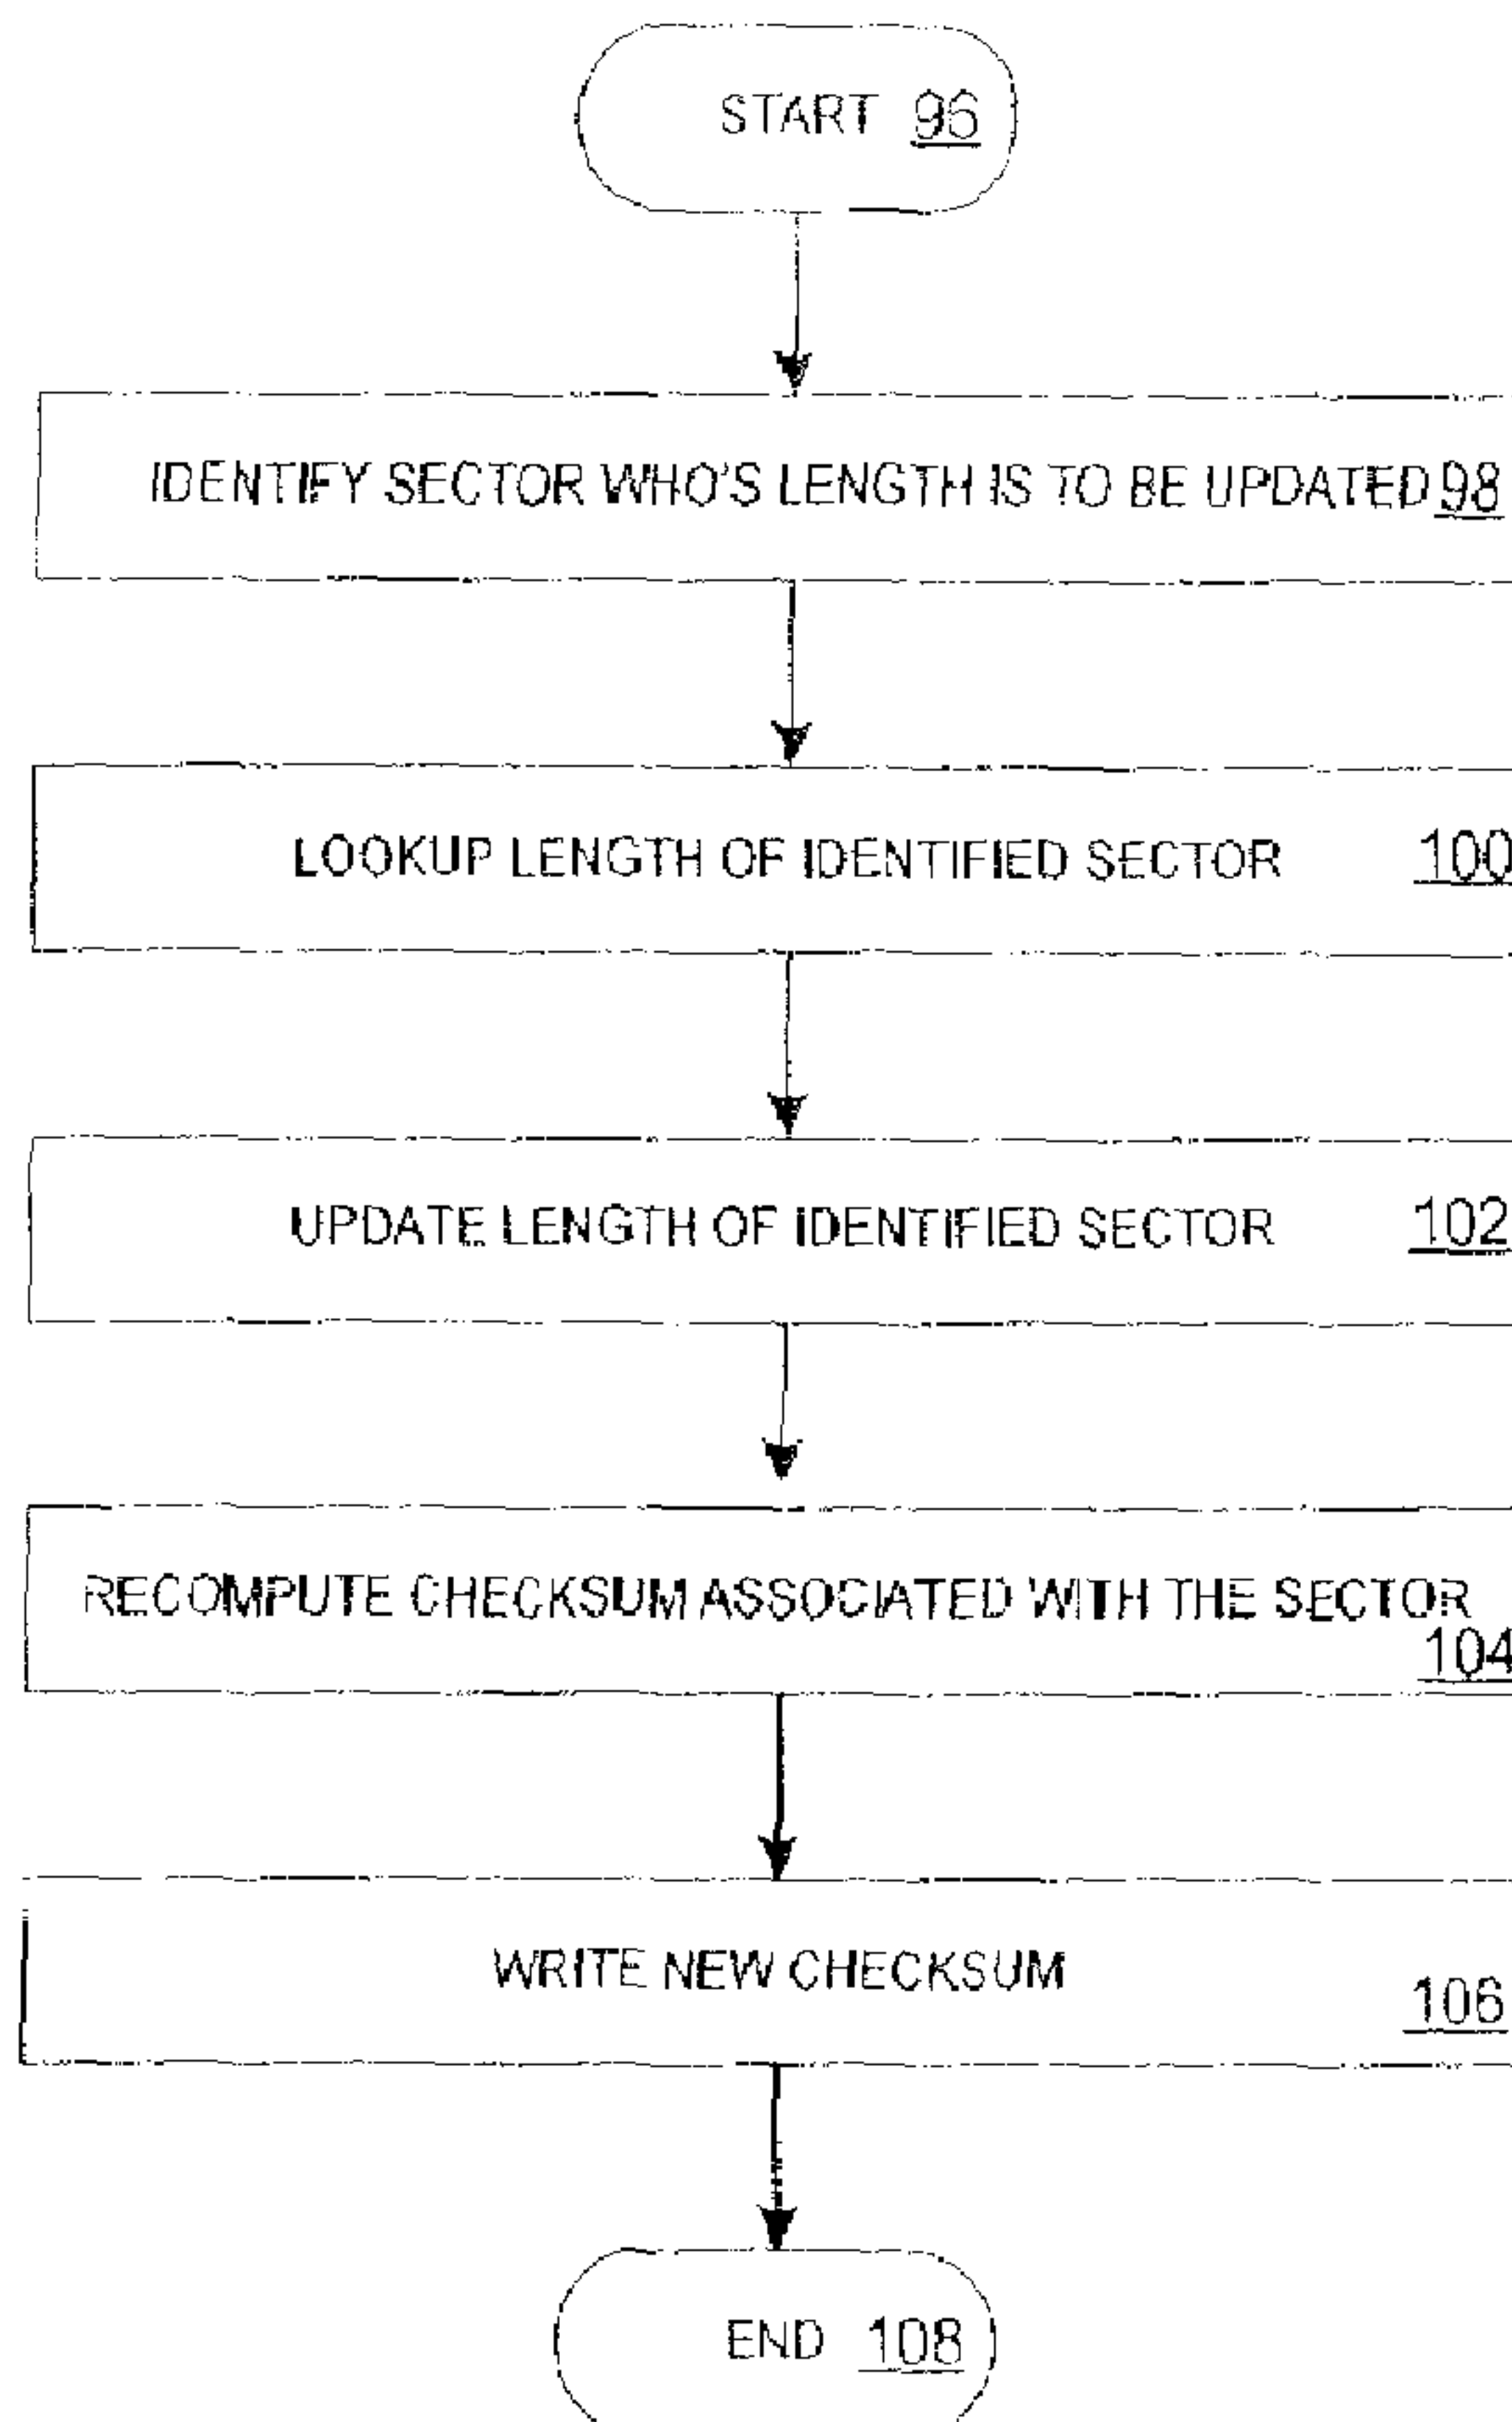 START 96
IDENTIFY SECTOR WHO'S LENGTH IS TO BE UPDATED 98
LOOKUP LENGTH OF IDENTIFIED SECTOR 100
UPDATE LENGTH OF IDENTIFIED SECTOR 102
RECOMPUTE CHECKSUM ASSOCIATED WITH THE SECTOR
104
WRITE NEW CHECKSUM
106
END 108